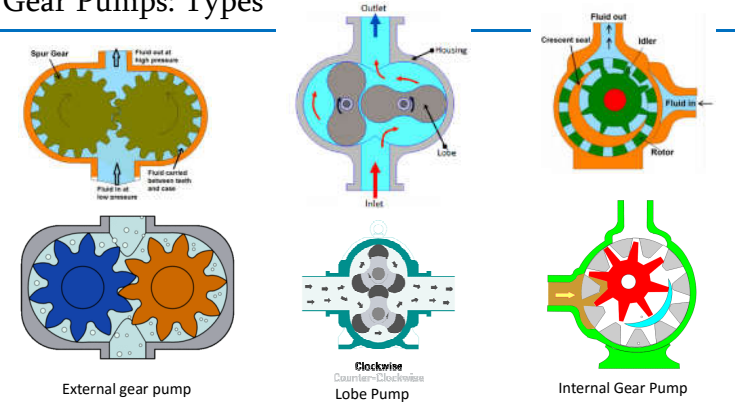 Gear Pumps: Types
Spur Gear
Fluid out at
high pressure
Fluid in at
low pressure
Fluid carried
between teeth
and case
Outlet
Housing
Lobe
Inlet
Fluid out
Crescent seal
Idler
Fluid in
Rotor
External gear pump
Clockwise
Counter-Clockwise
Lobe Pump
Internal Gear Pump